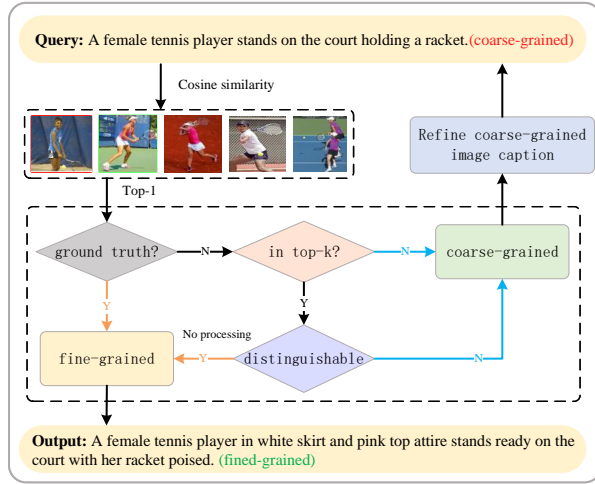 Query: A female tennis player stands on the court holding a racket.(coarse-grained)
Cosine similarity
Refine coarse-grained
image caption
Top-1
ground truth?
N
in top-k?
N
coarse-grained
Y
Y
No processing
fine-grained
Y
distinguishable
N
Output: A female tennis player in white skirt and pink top attire stands ready on the
court with her racket poised. (fined-grained)